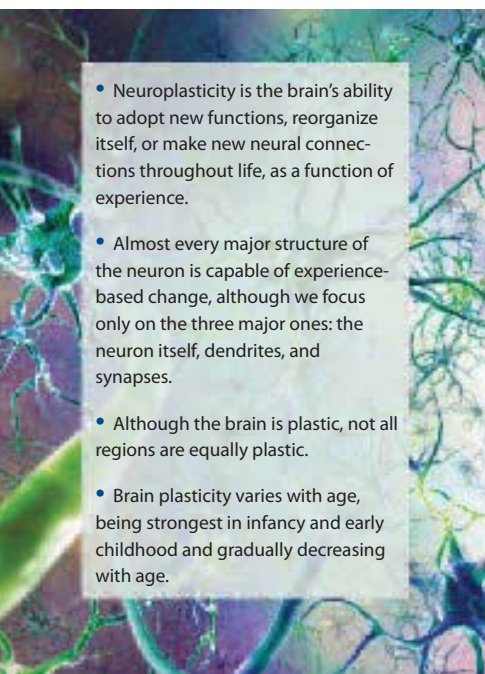 • Neuroplasticity is the brain's ability
to adopt new functions, reorganize
itself, or make new neural connec-
tions throughout life, as a function of
experience.
• Almost every major structure of
the neuron is capable of experience-
based change, although we focus
only on the three major ones: the
neuron itself, dendrites, and
synapses.
• Although the brain is plastic, not all
regions are equally plastic.
• Brain plasticity varies with age,
being strongest in infancy and early
childhood and gradually decreasing
with age.